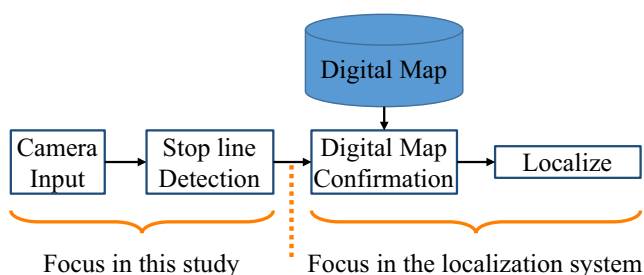 Digital Map
Camera
Input
Stop line
Detection
Digital Map
Confirmation
Localize
Focus in this study
Focus in the localization system